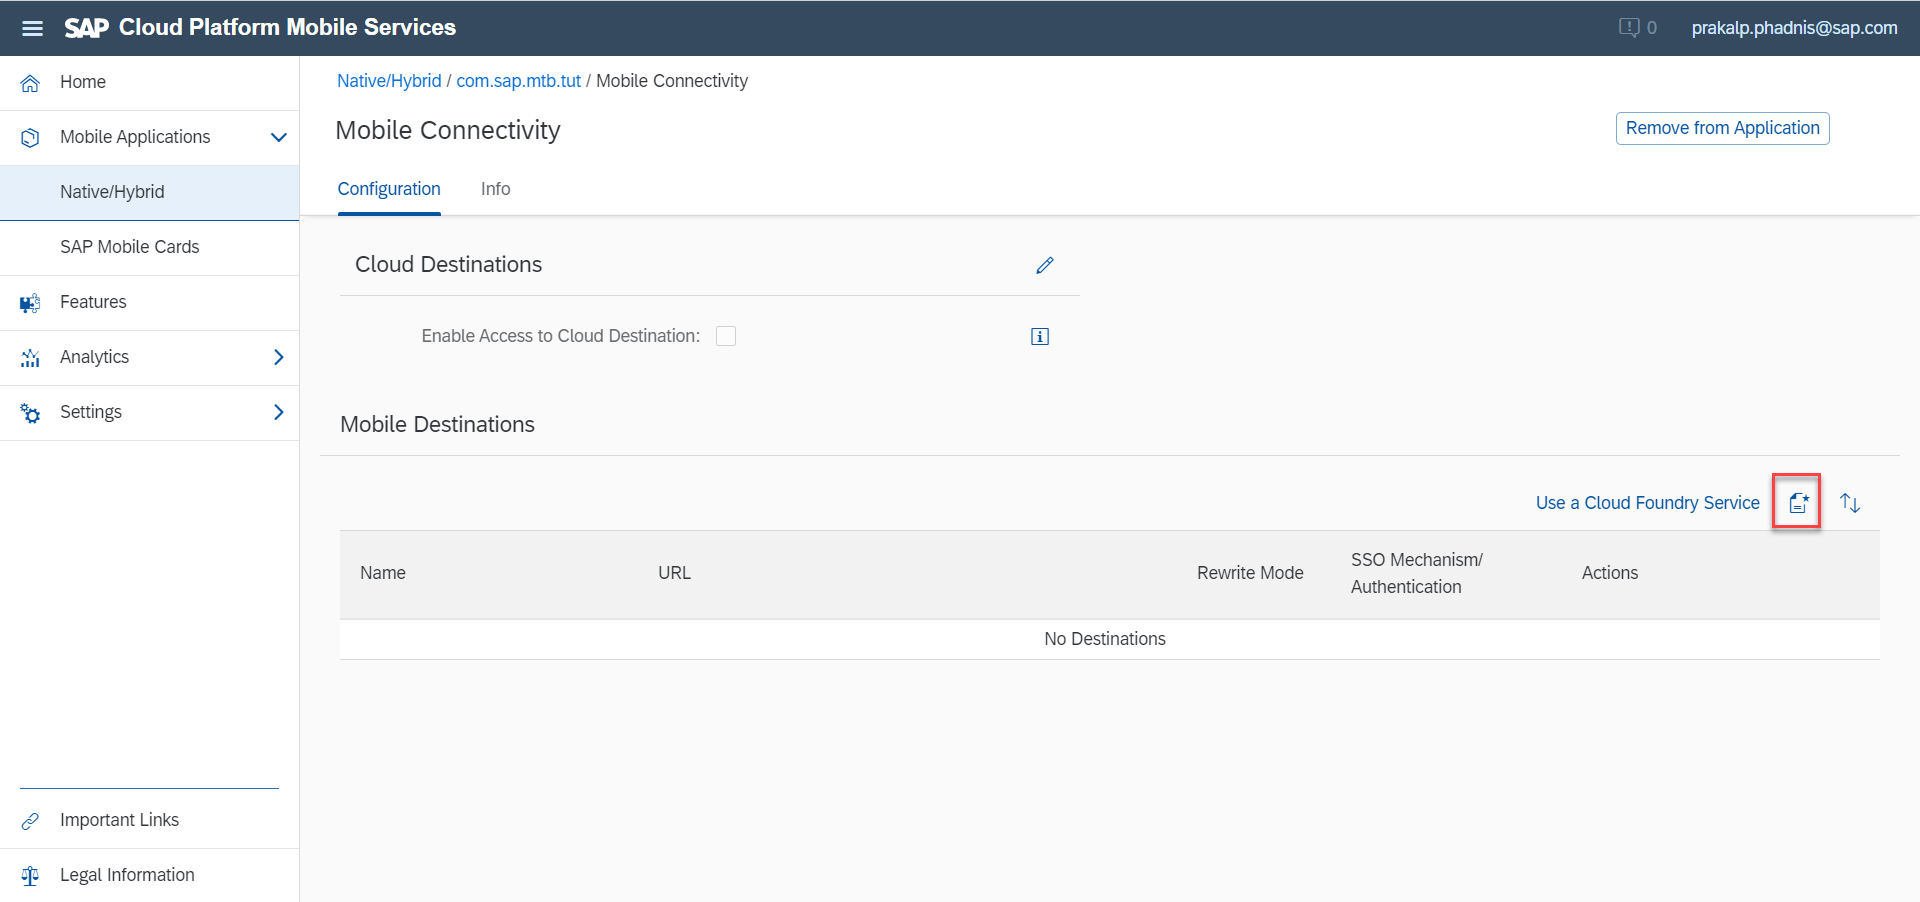 SAP Cloud Platform Mobile Services
0
prakalp.phadnis@sap.com
Home
Mobile Applications
Native/Hybrid
SAP Mobile Cards
Features
Analytics
Settings
Important Links
Legal Information
Native/Hybrid / com.sap.mtb.tut / Mobile Connectivity
Mobile Connectivity
Remove from Application
Configuration
Info
Cloud Destinations
Enable Access to Cloud Destination:
Mobile Destinations
Use a Cloud Foundry Service
Name
URL
Rewrite Mode
SSO Mechanism/
Authentication
Actions
No Destinations